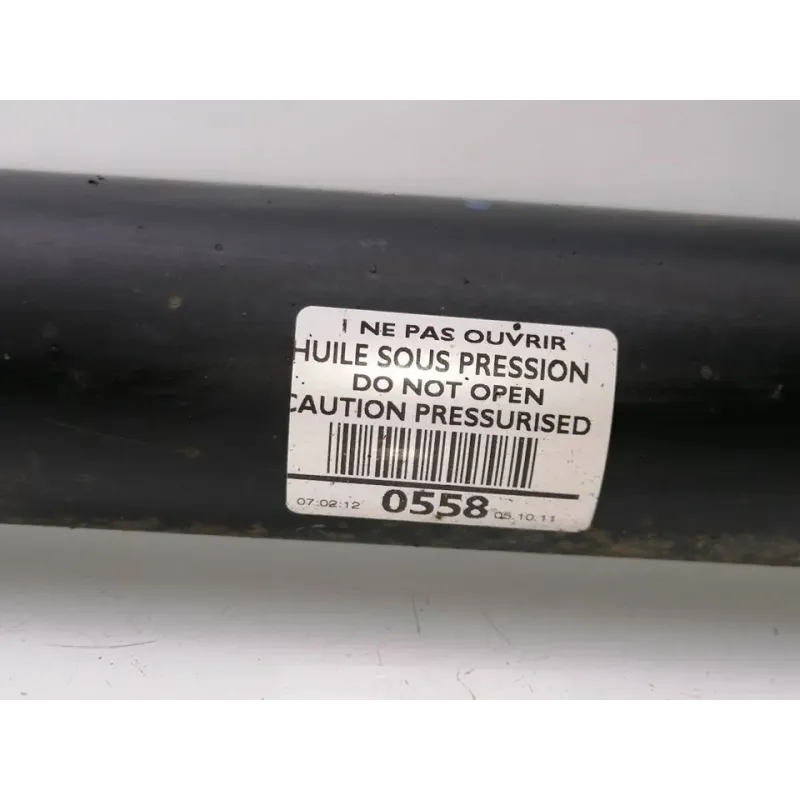 ! NE PAS OUVRIR
HUILE SOUS PRESSION
DO NOT OPEN
CAUTION PRESSURISED
07:02:12 0558 05.10.11